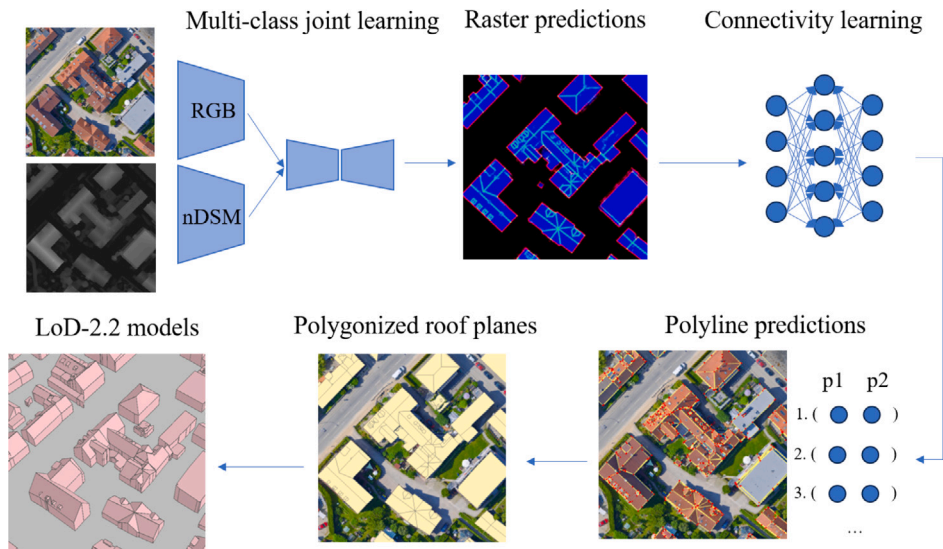 Multi-class joint learning
Raster predictions
Connectivity learning
RGB
nDSM
LoD-2.2 models
Polygonized roof planes
Polyline predictions
p1 p2
1. ( )
2. ( )
3. ( )
...